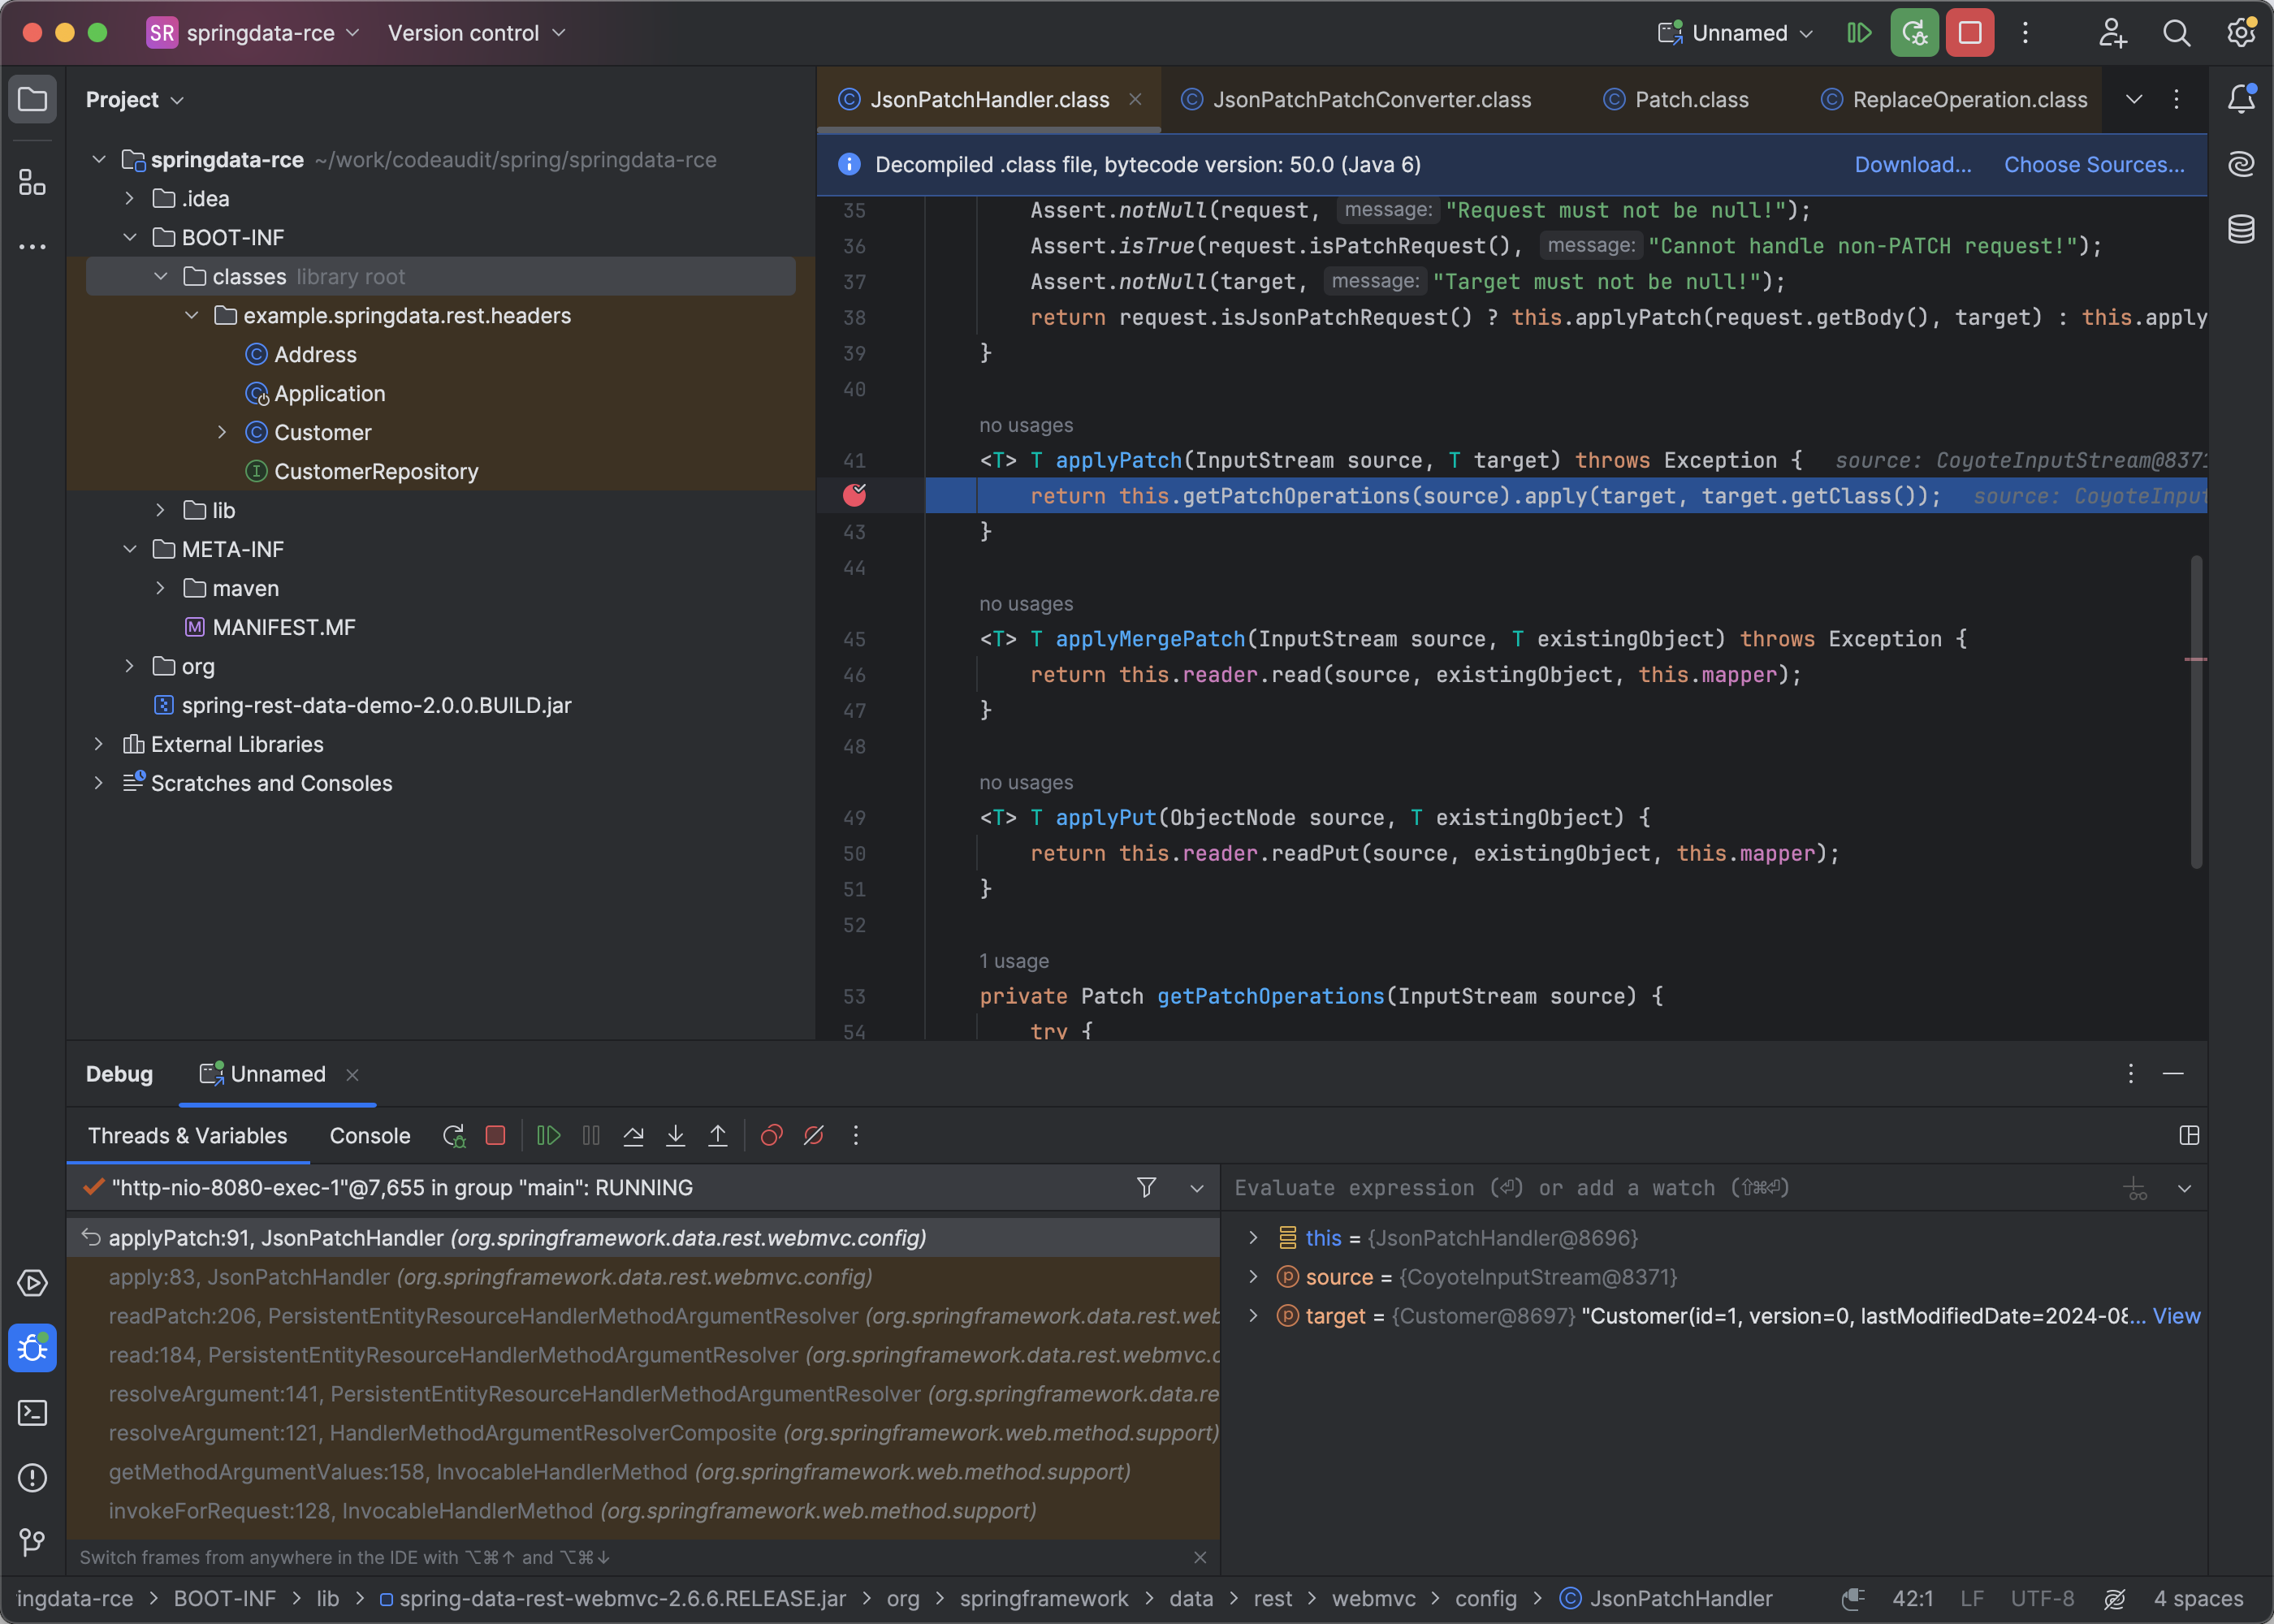 SR springdata-rce Version control Unnamed
Project
springdata-rce ~/work/codeaudit/spring/springdata-rce
.idea
BOOT-INF
classes library root
example.springdata.rest.headers
Address
Application
Customer
CustomerRepository
lib
META-INF
maven
MANIFEST.MF
org
spring-rest-data-demo-2.0.0.BUILD.jar
External Libraries
Scratches and Consoles
JsonPatchHandler.class JsonPatchPatchConverter.class Patch.class ReplaceOperation.class
Decompiled .class file, bytecode version: 50.0 (Java 6) Download... Choose Sources...
35 Assert.notNull(request, message: "Request must not be null!");
36 Assert.isTrue(request.isPatchRequest(), message: "Cannot handle non-PATCH request!");
37 Assert.notNull(target, message: "Target must not be null!");
38 return request.isJsonPatchRequest() ? this.applyPatch(request.getBody(), target) : this.apply
39 }
40
no usages
41 <T> T applyPatch(InputStream source, T target) throws Exception { source: CoyoteInputStream@8371
return this.getPatchOperations(source).apply(target, target.getClass()); source: CoyoteInput
43 }
44
no usages
45 <T> T applyMergePatch(InputStream source, T existingObject) throws Exception {
46 return this.reader.read(source, existingObject, this.mapper);
47 }
48
no usages
49 <T> T applyPut(ObjectNode source, T existingObject) {
50 return this.reader.readPut(source, existingObject, this.mapper);
51 }
52
1 usage
53 private Patch getPatchOperations(InputStream source) {
54 try {
Debug Unnamed
Threads & Variables Console
"http-nio-8080-exec-1"@7,655 in group "main": RUNNING
applyPatch:91, JsonPatchHandler (org.springframework.data.rest.webmvc.config)
apply:83, JsonPatchHandler (org.springframework.data.rest.webmvc.config)
readPatch:206, PersistentEntityResourceHandlerMethodArgumentResolver (org.springframework.data.rest.web
read:184, PersistentEntityResourceHandlerMethodArgumentResolver (org.springframework.data.rest.webmvc.c
resolveArgument:141, PersistentEntityResourceHandlerMethodArgumentResolver (org.springframework.data.re
resolveArgument:121, HandlerMethodArgumentResolverComposite (org.springframework.web.method.support)
getMethodArgumentValues:158, InvocableHandlerMethod (org.springframework.web.method.support)
invokeForRequest:128, InvocableHandlerMethod (org.springframework.web.method.support)
Switch frames from anywhere in the IDE with ⌥⌘↑ and ⌥⌘↓
Evaluate expression (⏎) or add a watch (⇧⌘⏎)
this = {JsonPatchHandler@8696}
source = {CoyoteInputStream@8371}
target = {Customer@8697} "Customer(id=1, version=0, lastModifiedDate=2024-08... View
ingdata-rce > BOOT-INF > lib > spring-data-rest-webmvc-2.6.6.RELEASE.jar > org > springframework > data > rest > webmvc > config > JsonPatchHandler 42:1 LF UTF-8 4 spaces